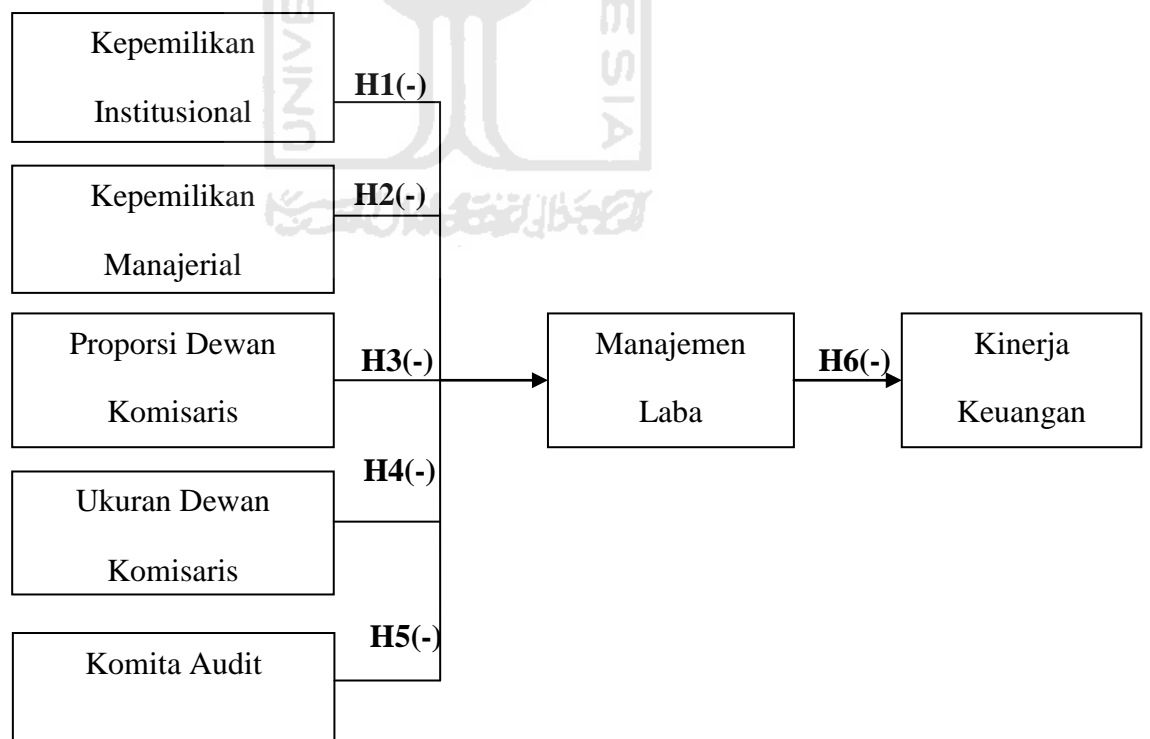 Kepemilikan
Institusional
H1(-)
Kepemilikan
Manajerial
H2(-)
Proporsi Dewan
Komisaris
H3(-)
Manajemen
Laba
H6(-)
Kinerja
Keuangan
Ukuran Dewan
Komisaris
H4(-)
Komita Audit
H5(-)